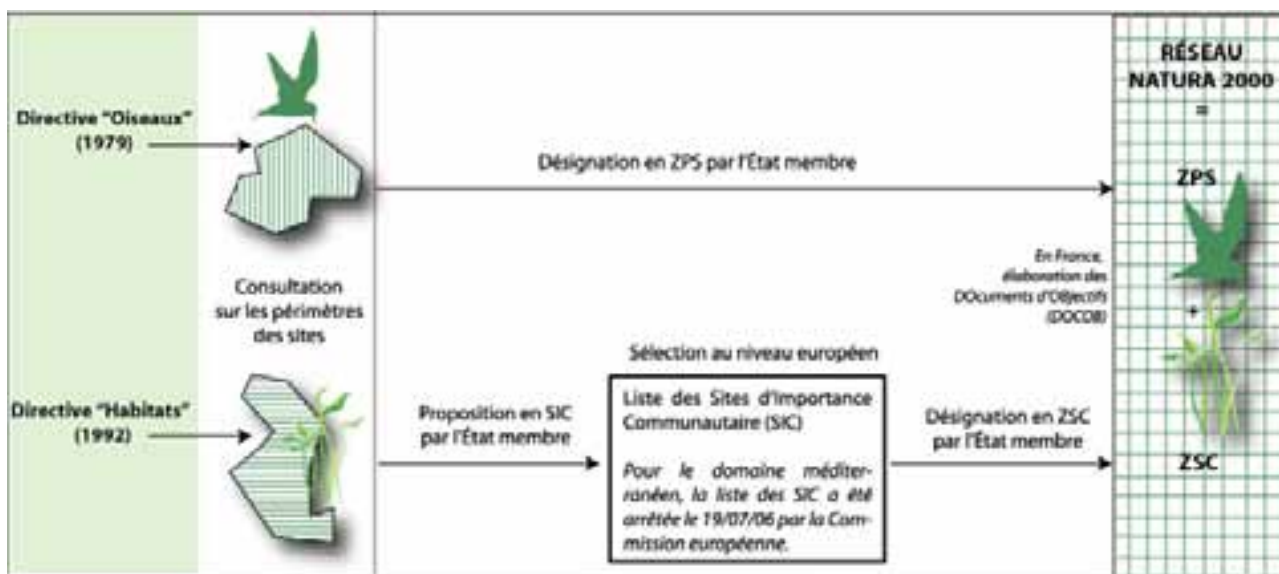 Directive "Oiseaux"
(1979)
Consultation
sur les périmètres
des sites
Directive "Habitats"
(1992)
Désignation en ZPS par l'État membre
Proposition en SIC
par l'État membre
Sélection au niveau européen
Liste des Sites d'Importance
Communautaire (SIC)
Pour le domaine méditer-
ranéen, la liste des SIC a été
arrêtée le 19/07/06 par la Com-
mission européenne.
En France,
élaboration des
DOcuments d'Objectifs
(DOCOB)
Désignation en ZSC
par l'État membre
RÉSEAU
NATURA 2000
=
ZPS
+
ZSC